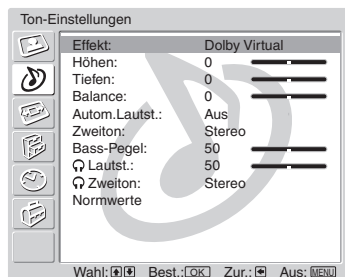 Ton-Einstellungen
Effekt: Dolby Virtual
Höhen: 0
Tiefen: 0
Balance: 0
Autom.Lautst.: Aus
Zweiton: Stereo
Bass-Pegel: 50
Lautst.: 50
Zweiton: Stereo
Normwerte
Wahl: Best.: OK Zur.: Aus: MENU